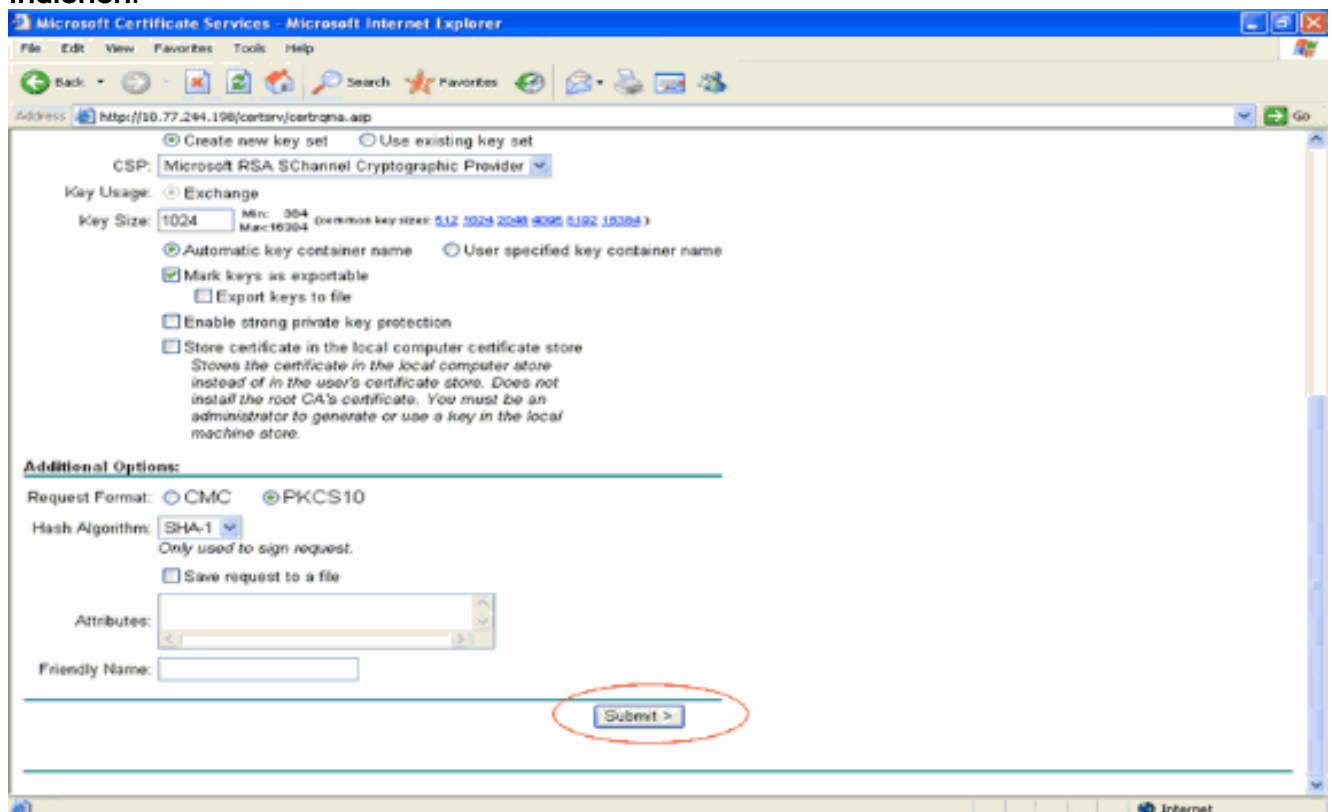 Indienen.
Microsoft Certificate Services - Microsoft Internet Explorer
File Edit View Favorites Tools Help
Back Search Favorites
Address http://10.77.244.198/certsrv/certrqma.asp Go
Create new key set Use existing key set
CSP: Microsoft RSA SChannel Cryptographic Provider
Key Usage: Exchange
Key Size: 1024 Min: 384 Max:16384 (common key sizes: 512 1024 2048 4096 8192 16384 )
Automatic key container name User specified key container name
Mark keys as exportable
Export keys to file
Enable strong private key protection
Store certificate in the local computer certificate store
Stores the certificate in the local computer store
instead of in the user's certificate store. Does not
install the root CA's certificate. You must be an
administrator to generate or use a key in the local
machine store.
Additional Options:
Request Format: CMC PKCS10
Hash Algorithm: SHA-1
Only used to sign request.
Save request to a file
Attributes:
Friendly Name:
Submit >
Internet